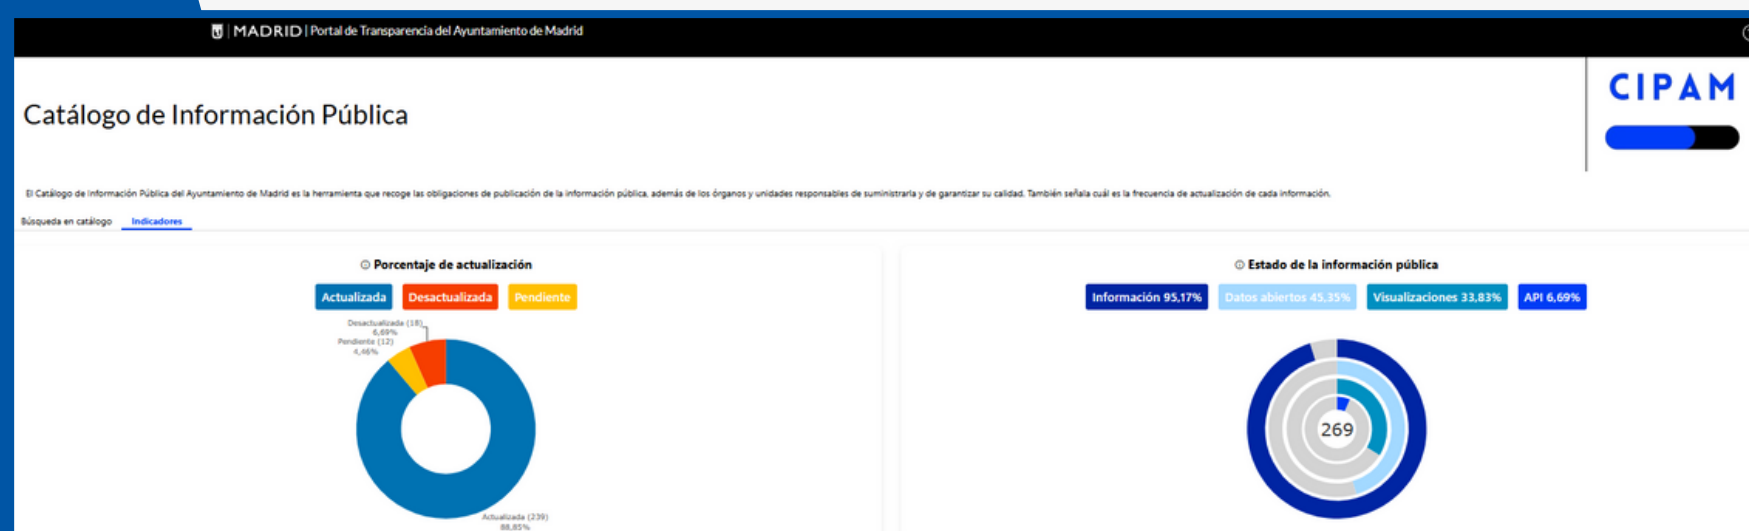 MADRID | Portal de Transparencia del Ayuntamiento de Madrid
Catálogo de Información Pública
CIPAM
El Catálogo de Información Pública del Ayuntamiento de Madrid es la herramienta que recoge las obligaciones de publicación de la información pública, además de los órganos y unidades responsables de suministrarla y de garantizar su calidad. También señala cuál es la frecuencia de actualización de cada información.
Búsqueda en catálogo Indicadores
Porcentaje de actualización
Actualizada Desactualizada Pendiente
Desactualizada (18)
6,69%
Pendiente (12)
4,46%
Actualizada (239)
88,85%
Estado de la información pública
Información 95,17% Datos abiertos 45,35% Visualizaciones 33,83% API 6,69%
269